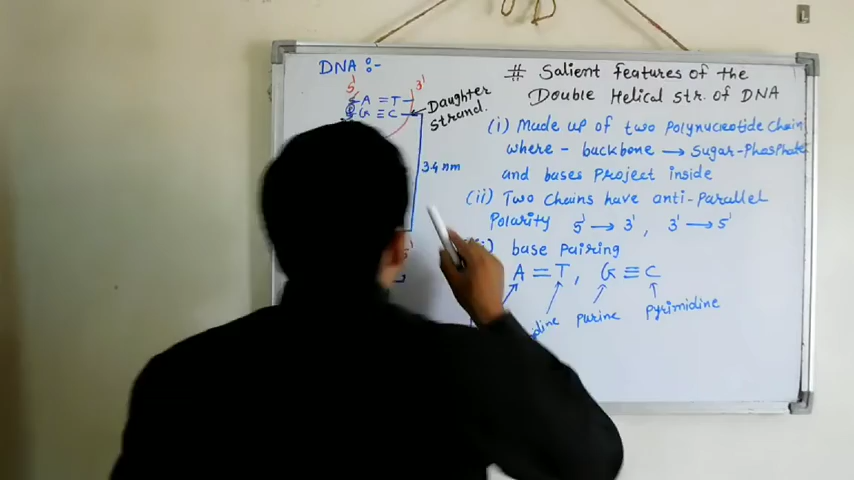 DNA :-
5' 3'
A = T
G ≡ C
Daughter
strand.
3.4 nm
# Salient features of the
Double Helical str. of DNA
(i) Made up of two Polynucleotide chain
where - backbone → Sugar-Phosphate
and bases Project inside
(ii) Two Chains have anti-Parallel
Polarity 5' → 3' , 3' → 5'
base pairing
A = T , G ≡ C
purine pyrimidine